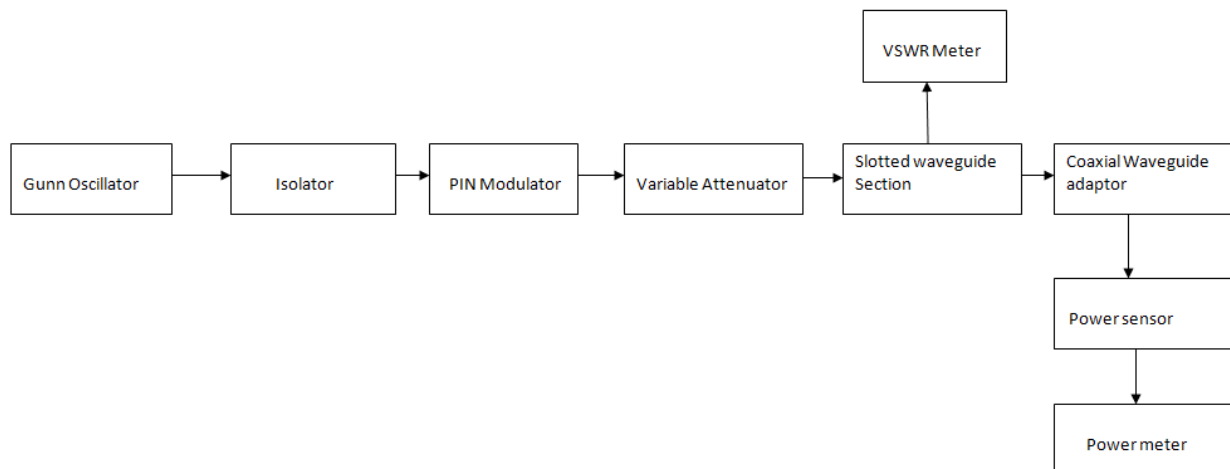 VSWR Meter
Gunn Oscillator
Isolator
PIN Modulator
Variable Attenuator
Slotted waveguide
Section
Coaxial Waveguide
adaptor
Power sensor
Power meter